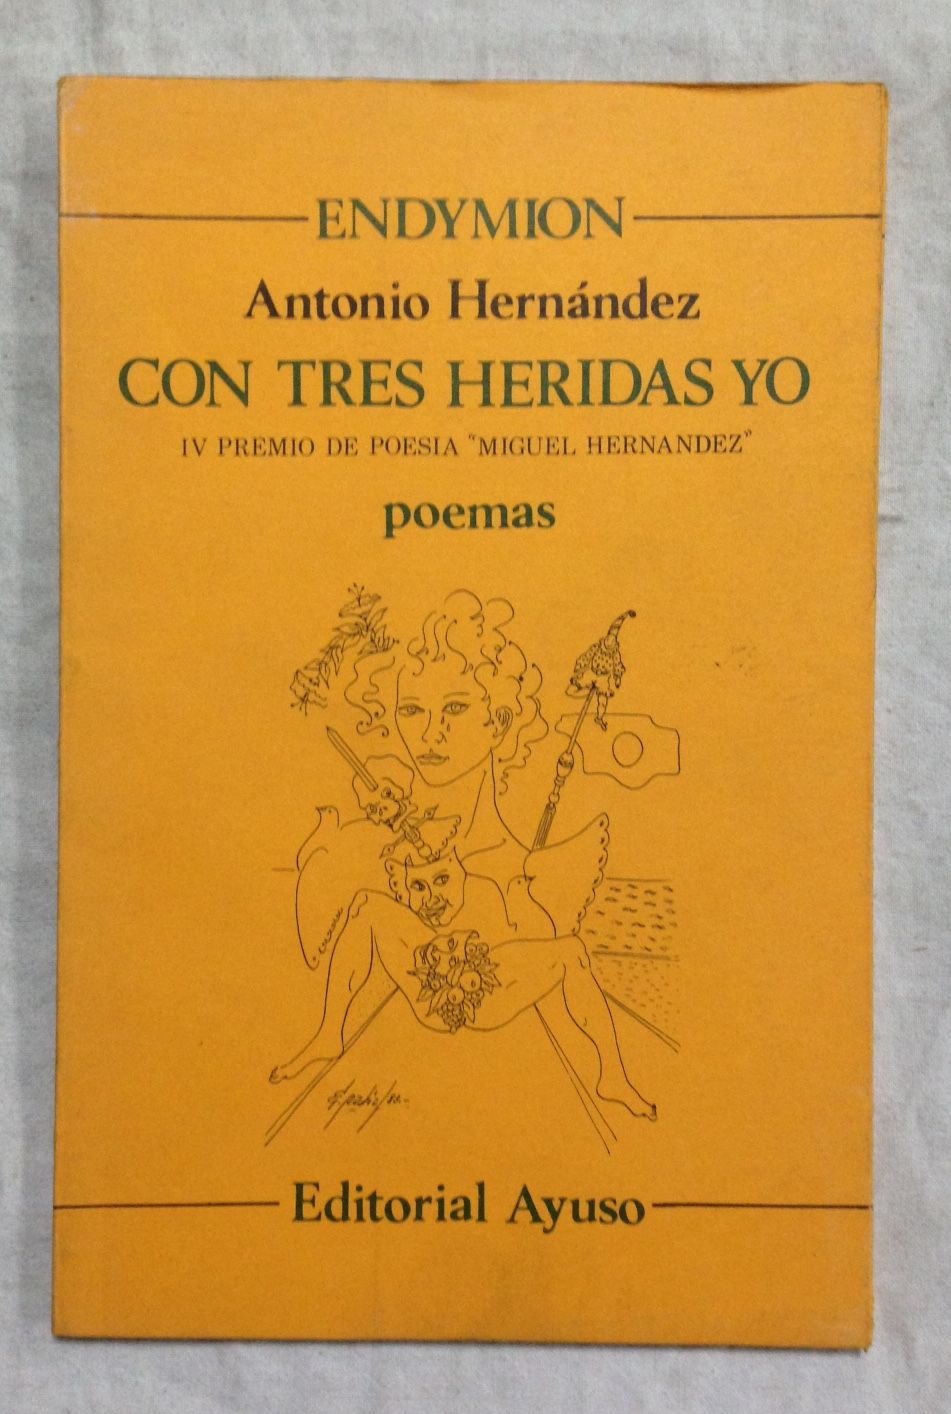 ENDYMION
Antonio Hernández
CON TRES HERIDAS YO
IV PREMIO DE POESIA "MIGUEL HERNANDEZ"
poemas
Editorial Ayuso